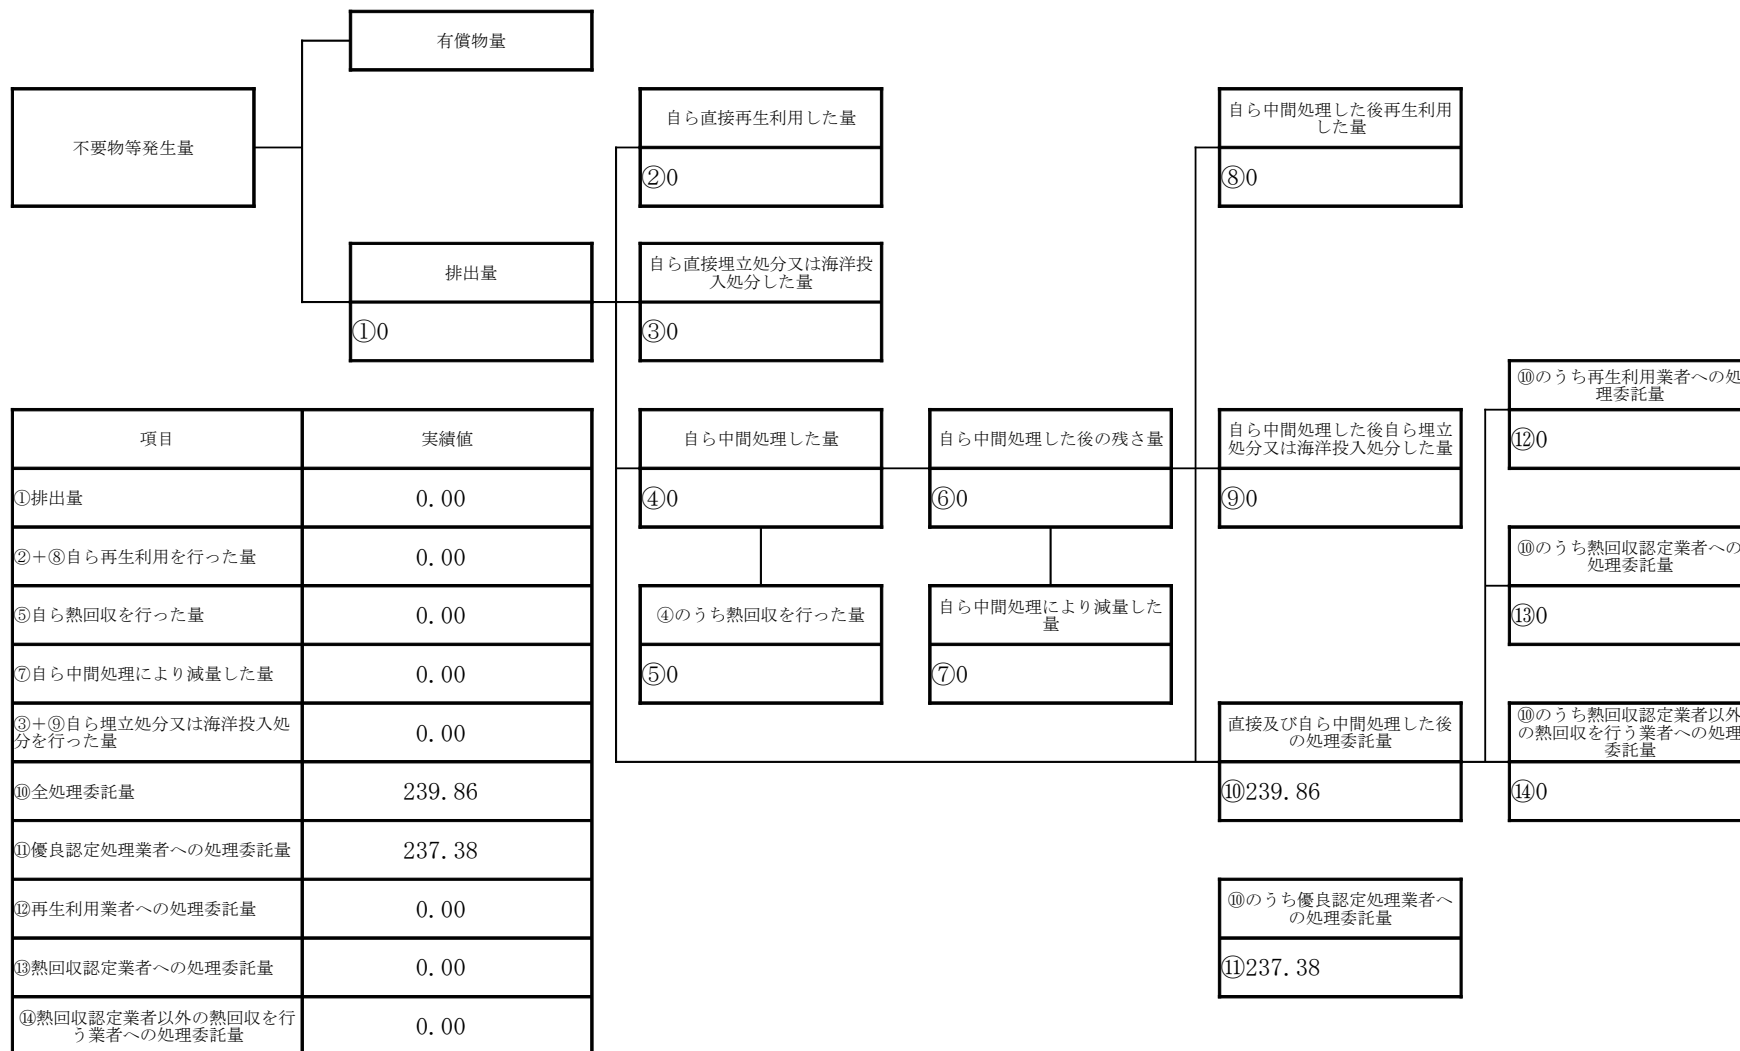 有償物量
不要物等発生量
自ら直接再生利用した量
②0
自ら中間処理した後再生利用
した量
⑧0
排出量
①0
自ら直接埋立処分又は海洋投
入処分した量
③0
⑩のうち再生利用業者への処
理委託量
⑫0
項目
実績値
①排出量
0.00
②+⑧自ら再生利用を行った量
0.00
⑤自ら熱回収を行った量
0.00
⑦自ら中間処理により減量した量
0.00
③+⑨自ら埋立処分又は海洋投入処
分を行った量
0.00
⑩全処理委託量
239.86
⑪優良認定処理業者への処理委託量
237.38
⑫再生利用業者への処理委託量
0.00
⑬熱回収認定業者への処理委託量
0.00
⑭熱回収認定業者以外の熱回収を行
う業者への処理委託量
0.00
自ら中間処理した量
④0
自ら中間処理した後の残さ量
⑥0
自ら中間処理した後自ら埋立
処分又は海洋投入処分した量
⑨0
④のうち熱回収を行った量
⑤0
自ら中間処理により減量した
量
⑦0
⑩のうち熱回収認定業者への
処理委託量
⑬0
直接及び自ら中間処理した後
の処理委託量
⑩239.86
⑩のうち熱回収認定業者以外
の熱回収を行う業者への処理
委託量
⑭0
⑩のうち優良認定処理業者へ
の処理委託量
⑪237.38